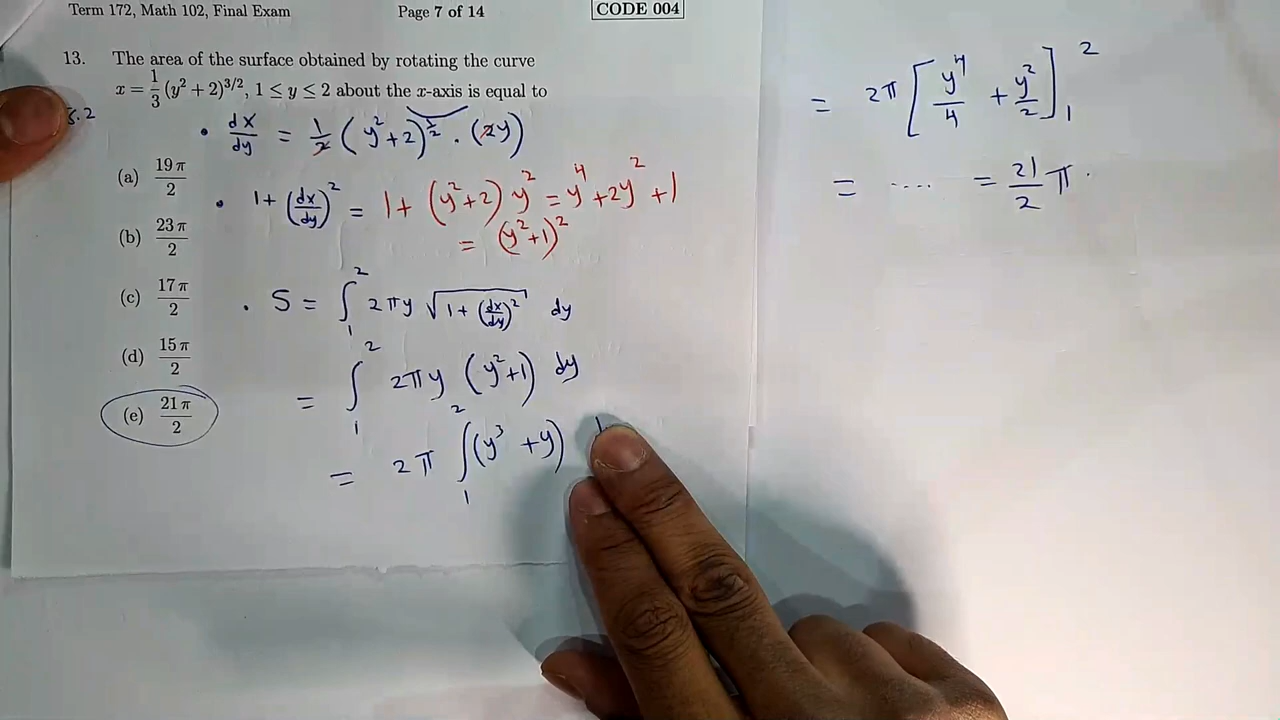 Term 172, Math 102, Final Exam Page 7 of 14 CODE 004
13. The area of the surface obtained by rotating the curve
x = 1/3 (y² + 2)^{3/2}, 1 ≤ y ≤ 2 about the x-axis is equal to
8.2
• dx/dy = 1/2 (y² + 2)^{1/2} . (2y)
(a) 19π/2
• 1 + (dx/dy)² = 1 + (y² + 2) y² = y⁴ + 2y² + 1
= (y² + 1)²
(b) 23π/2
(c) 17π/2
• S = ∫₁² 2πy √(1 + (dx/dy)²) dy
(d) 15π/2
= ∫₁² 2πy (y² + 1) dy
(e) 21π/2
= 2π ∫₁² (y³ + y)
= 2π [y⁴/4 + y²/2]₁²
= .... = 21/2 π.